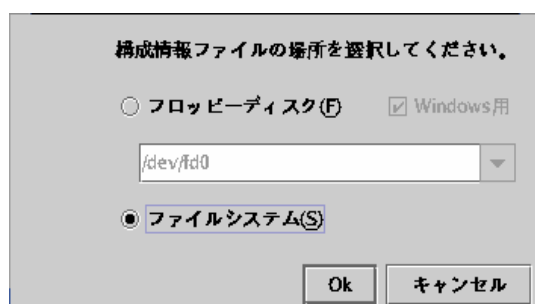 構成情報ファイルの場所を選択してください。
フロッピーディスク(F) Windows用
/dev/fd0
ファイルシステム(S)
Ok キャンセル